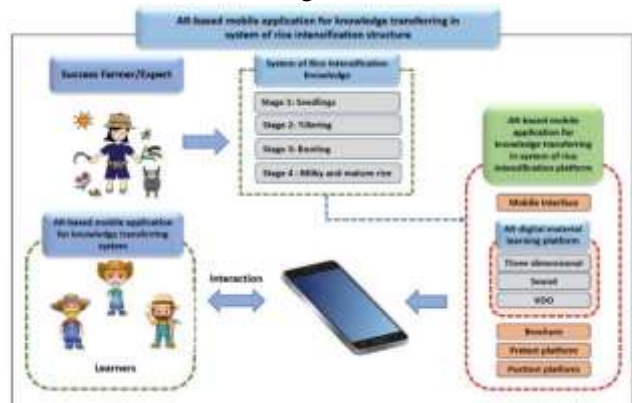 AR-based mobile application for knowledge transferring in
system of rice intensification structure
Success Farmer/Expert
System of Rice Intensification
Knowledge
Stage 1: Seedlings
Stage 2: Tillering
Stage 3: Booting
Stage 4 : Milky and mature rice
AR-based mobile
application for
knowledge transferring
in system of rice
intensification platform
Mobile Interface
AR-digital material
learning platform
Three dimensional
Sound
VDO
Brochure
Pretest platform
Posttest platform
AR-based mobile application
for knowledge transferring
system
Interaction
Learners